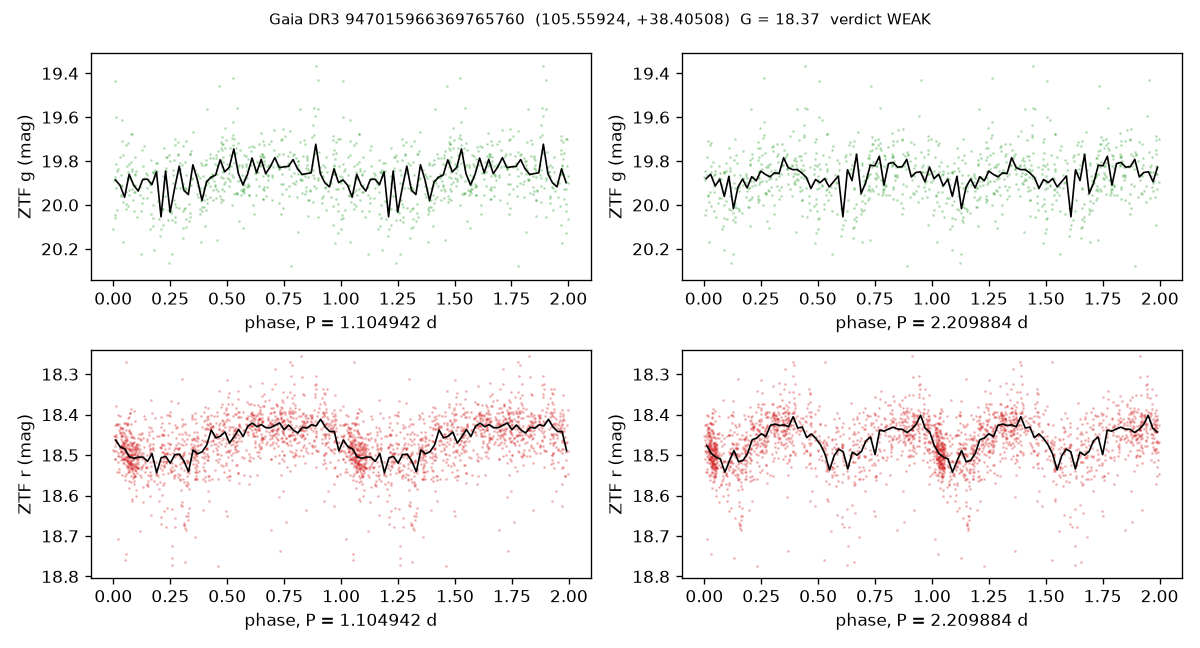 Gaia DR3 947015966369765760 (105.55924, +38.40508) G = 18.37 verdict WEAK
ZTF g (mag)
19.4
19.6
19.8
20.0
20.2
0.00 0.25 0.50 0.75 1.00 1.25 1.50 1.75 2.00
phase, P = 1.104942 d
ZTF g (mag)
19.4
19.6
19.8
20.0
20.2
0.00 0.25 0.50 0.75 1.00 1.25 1.50 1.75 2.00
phase, P = 2.209884 d
ZTF r (mag)
18.3
18.4
18.5
18.6
18.7
18.8
0.00 0.25 0.50 0.75 1.00 1.25 1.50 1.75 2.00
phase, P = 1.104942 d
ZTF r (mag)
18.3
18.4
18.5
18.6
18.7
18.8
0.00 0.25 0.50 0.75 1.00 1.25 1.50 1.75 2.00
phase, P = 2.209884 d